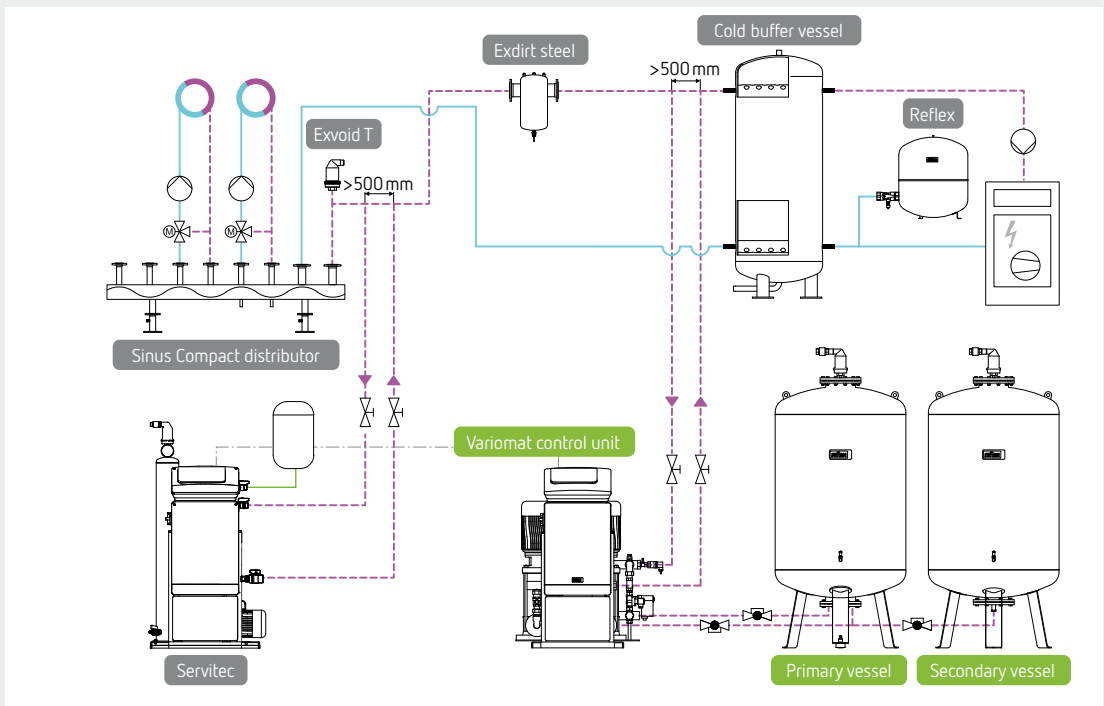 Cold buffer vessel
Exdirt steel
>500 mm
Reflex
Exvoid T
>500 mm
M
M
Sinus Compact distributor
Variomat control unit
Servitec
Primary vessel
Secondary vessel